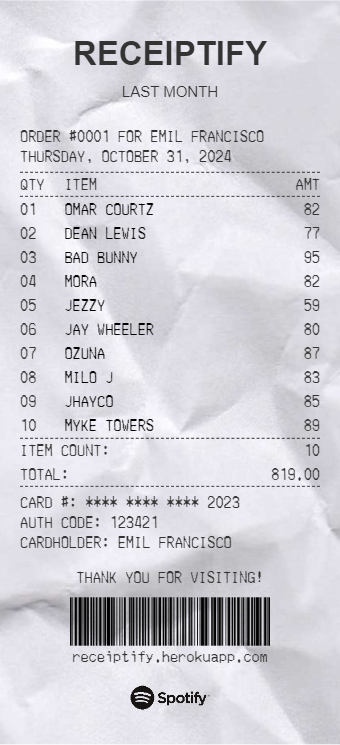 RECEIPTIFY
LAST MONTH
ORDER #0001 FOR EMIL FRANCISCO
THURSDAY, OCTOBER 31, 2024
QTY ITEM AMT
01 OMAR COURTZ 82
02 DEAN LEWIS 77
03 BAD BUNNY 95
04 MORA 82
05 JEZZY 59
06 JAY WHEELER 80
07 OZUNA 87
08 MILO J 83
09 JHAYCO 85
10 MYKE TOWERS 89
ITEM COUNT: 10
TOTAL: 819.00
CARD #: **** **** **** 2023
AUTH CODE: 123421
CARDHOLDER: EMIL FRANCISCO
THANK YOU FOR VISITING!
receiptify.herokuapp.com
Spotify